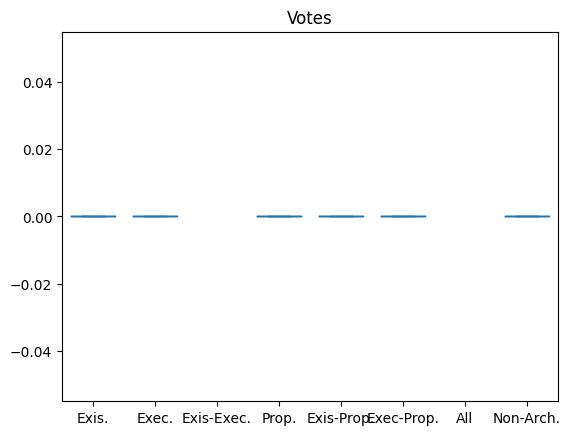 Votes
0.04
0.02
0.00
−0.02
−0.04
Exis. Exec. Exis-Exec. Prop. Exis-Prop. Exec-Prop. All Non-Arch.